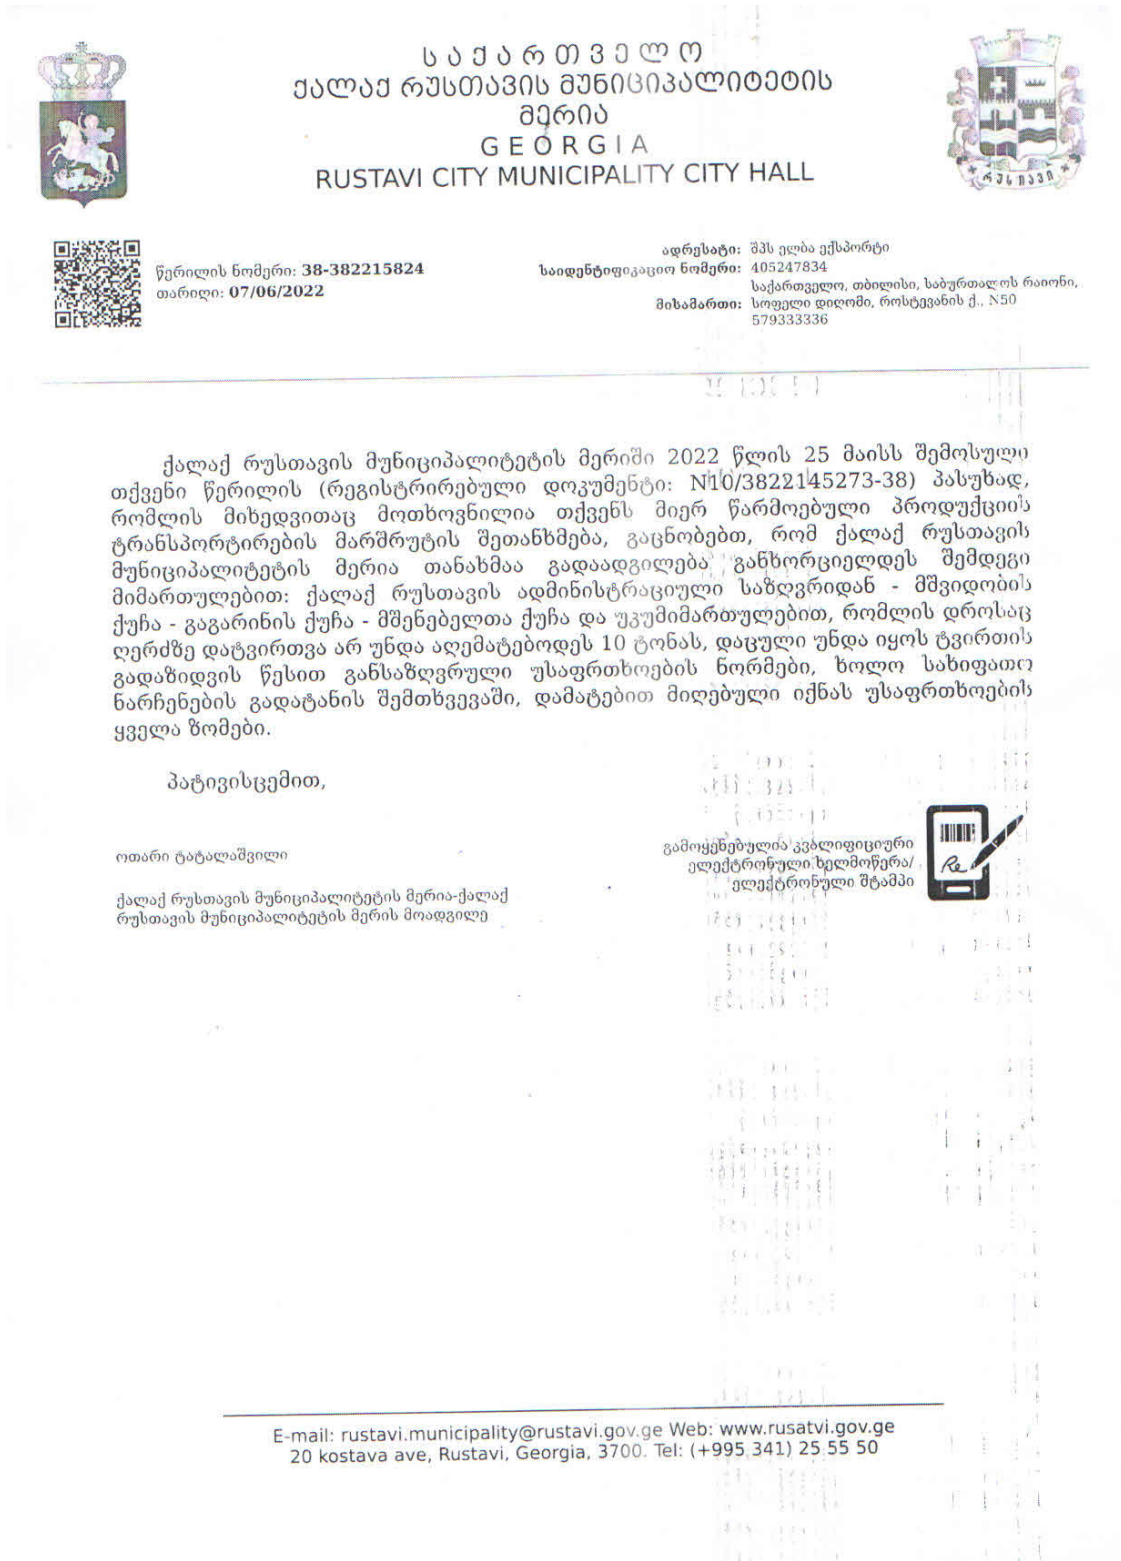 საქართველო
ქალაქ რუსთავის მუნიციპალიტეტის
მერია
GEORGIA
RUSTAVI CITY MUNICIPALITY CITY HALL
რუსთავი
წერილის ნომერი: 38-382215824
თარიღი: 07/06/2022
ადრესატი: შპს ელბა ექსპორტი
საიდენტიფიკაციო ნომერი: 405247834
საქართველო, თბილისი, საბურთალოს რაიონი,
მისამართი: სოფელი დიღომი, როსტევანის ქ., N50
579333336
ქალაქ რუსთავის მუნიციპალიტეტის მერიაში 2022 წლის 25 მაისს შემოსული
თქვენი წერილის (რეგისტრირებული დოკუმენტი: N10/3822145273-38) პასუხად,
რომლის მიხედვითაც მოთხოვნილია თქვენს მიერ წარმოებული პროდუქციის
ტრანსპორტირების მარშრუტის შეთანხმება, გაცნობებთ, რომ ქალაქ რუსთავის
მუნიციპალიტეტის მერია თანახმაა გადაადგილება განხორციელდეს შემდეგი
მიმართულებით: ქალაქ რუსთავის ადმინისტრაციული საზღვრიდან - მშვიდობის
ქუჩა - გაგარინის ქუჩა - მშენებელთა ქუჩა და უკუმიმართულებით, რომლის დროსაც
ღერძზე დატვირთვა არ უნდა აღემატებოდეს 10 ტონას, დაცული უნდა იყოს ტვირთის
გადაზიდვის წესით განსაზღვრული უსაფრთხოების ნორმები, ხოლო სახიფათო
ნარჩენების გადატანის შემთხვევაში, დამატებით მიღებული იქნას უსაფრთხოების
ყველა ზომები.
პატივისცემით,
ოთარი ტატალაშვილი
ქალაქ რუსთავის მუნიციპალიტეტის მერია-ქალაქ
რუსთავის მუნიციპალიტეტის მერის მოადგილე
გამოყენებულია კვალიფიციური
ელექტრონული ხელმოწერა/
ელექტრონული შტამპი
E-mail: rustavi.municipality@rustavi.gov.ge Web: www.rusatvi.gov.ge
20 kostava ave, Rustavi, Georgia, 3700. Tel: (+995 341) 25 55 50